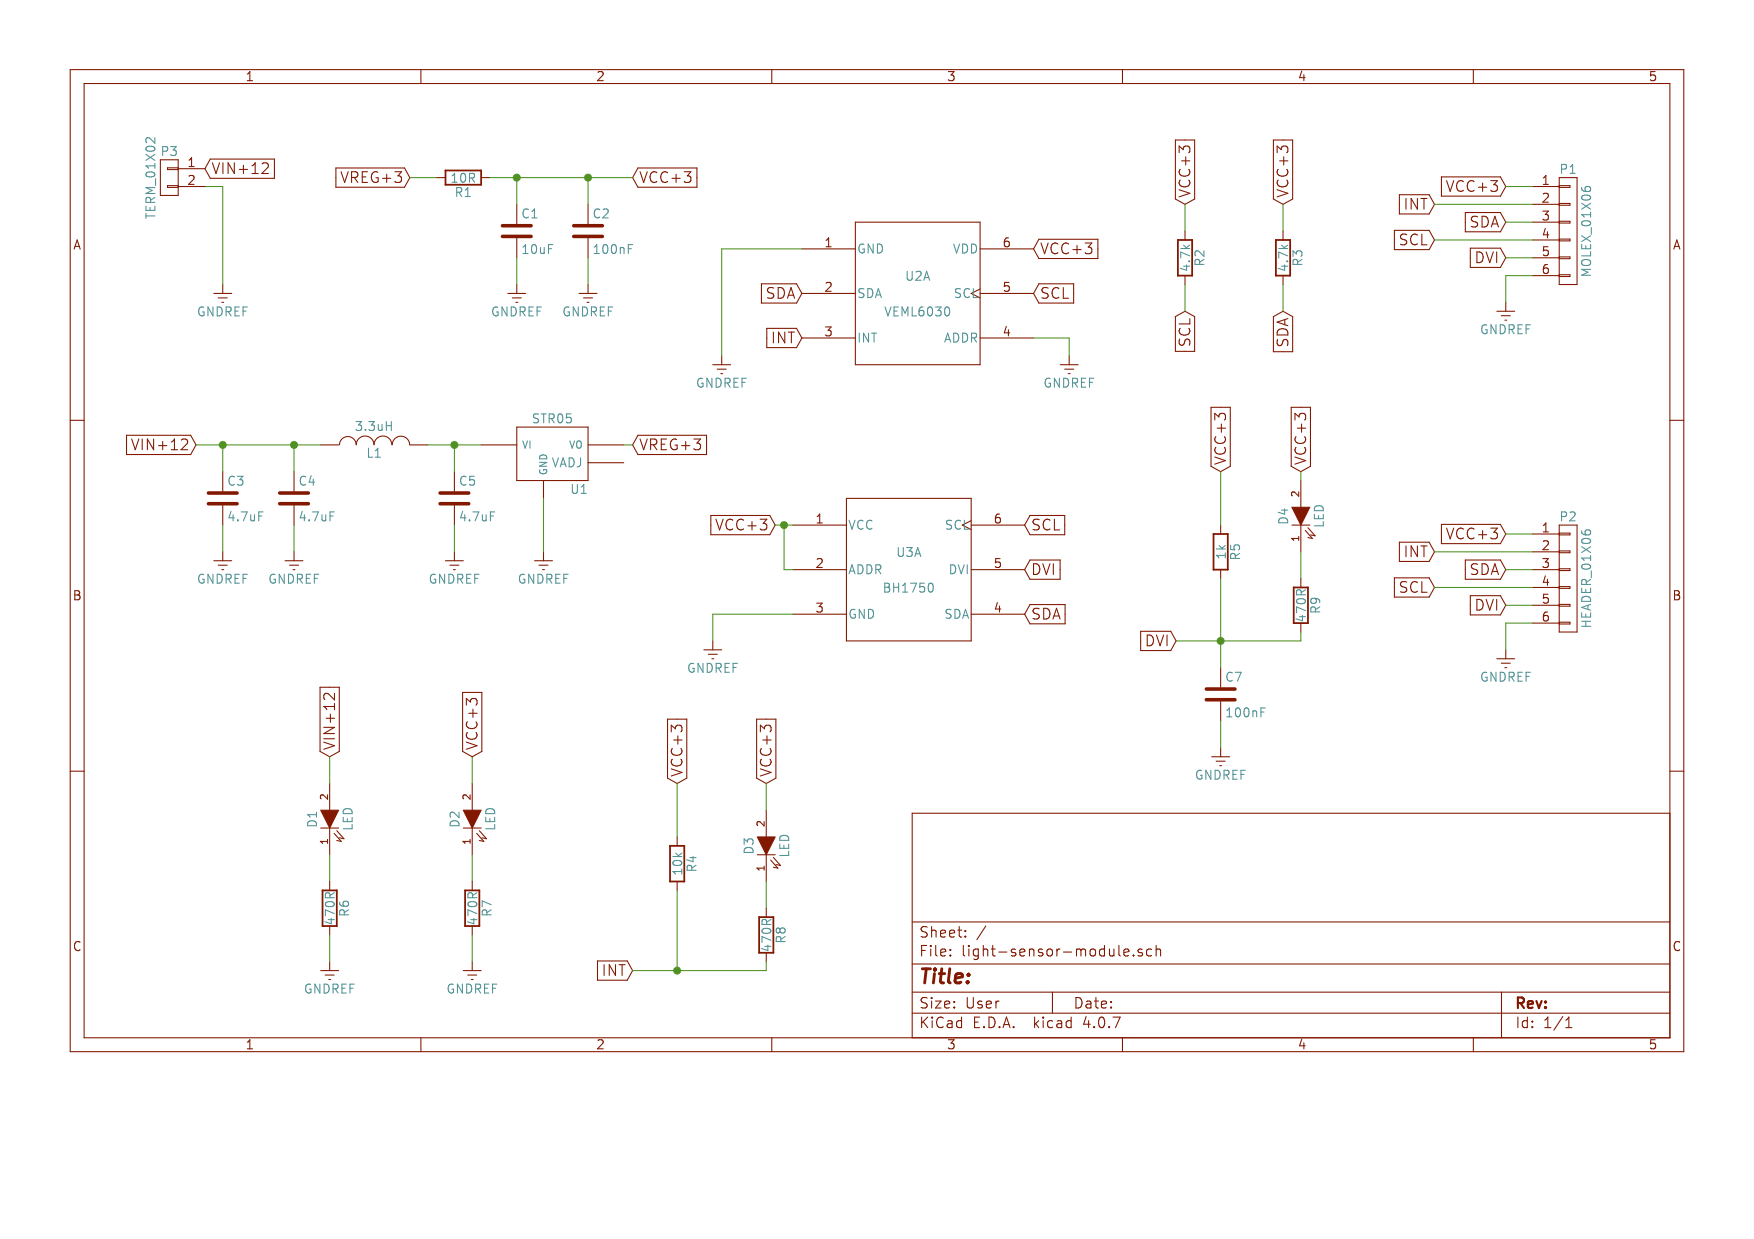 1 2 3 4 5
A
B
C
TERM_01X02
P3
1
2
VIN+12
GNDREF
VREG+3
10R
R1
VCC+3
C1
10uF
GNDREF
C2
100nF
GNDREF
1 GND
2 SDA
3 INT
SDA
INT
U2A
VEML6030
VDD 6
SCL 5
ADDR 4
VCC+3
SCL
GNDREF
GNDREF
VCC+3
4.7k
R2
SCL
VCC+3
4.7k
R3
SDA
P1
MOLEX_01X06
VCC+3 1
INT 2
SDA 3
SCL 4
DVI 5
6
GNDREF
A
VIN+12
C3
4.7uF
GNDREF
C4
4.7uF
GNDREF
3.3uH
L1
C5
4.7uF
GNDREF
STR05
VI
VO
GND
VADJ
U1
VREG+3
GNDREF
VCC+3
1 VCC
2 ADDR
3 GND
U3A
BH1750
SCL 6
DVI 5
SDA 4
SCL
DVI
SDA
GNDREF
VCC+3
1k
R5
VCC+3
2
D4
LED
1
470R
R9
DVI
C7
100nF
GNDREF
P2
HEADER_01X06
VCC+3 1
INT 2
SDA 3
SCL 4
DVI 5
6
GNDREF
B
VIN+12
2
D1
LED
1
470R
R6
GNDREF
VCC+3
2
D2
LED
1
470R
R7
GNDREF
VCC+3
10k
R4
VCC+3
2
D3
LED
1
470R
R8
INT
C
Sheet: /
File: light-sensor-module.sch
Title:
Size: User Date: Rev:
KiCad E.D.A. kicad 4.0.7 Id: 1/1
1 2 3 4 5